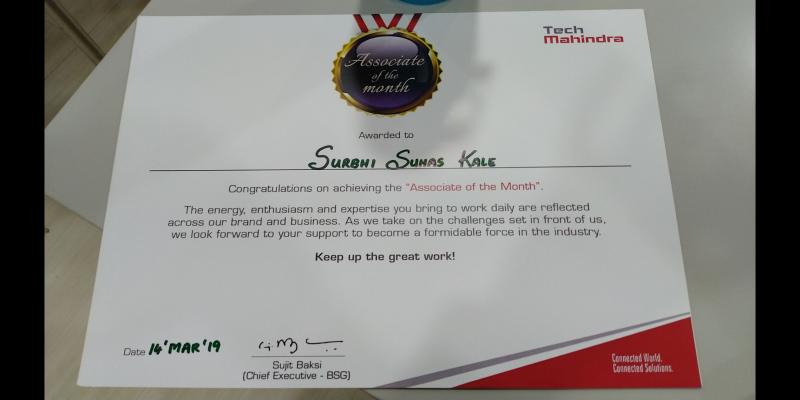 Associate
of the
month
Tech
Mahindra
Awarded to
SURBHI SUHAS KALE
Congratulations on achieving the "Associate of the Month".
The energy, enthusiasm and expertise you bring to work daily are reflected
across our brand and business. As we take on the challenges set in front of us,
we look forward to your support to become a formidable force in the industry.
Keep up the great work!
Date 14'MAR'19
Sujit Baksi
(Chief Executive - BSG)
Connected World.
Connected Solutions.